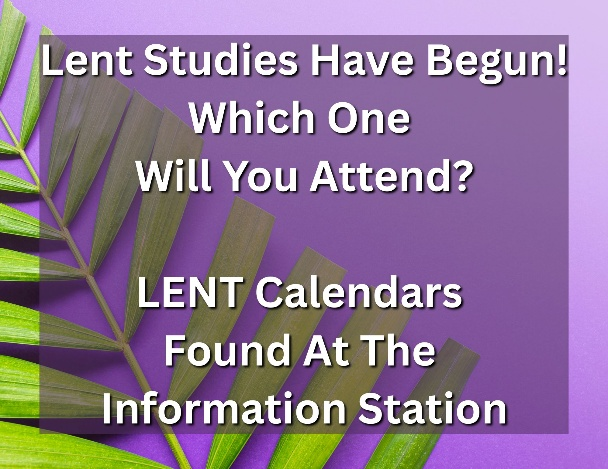 Lent Studies Have Begun!
Which One
Will You Attend?
LENT Calendars
Found At The
Information Station